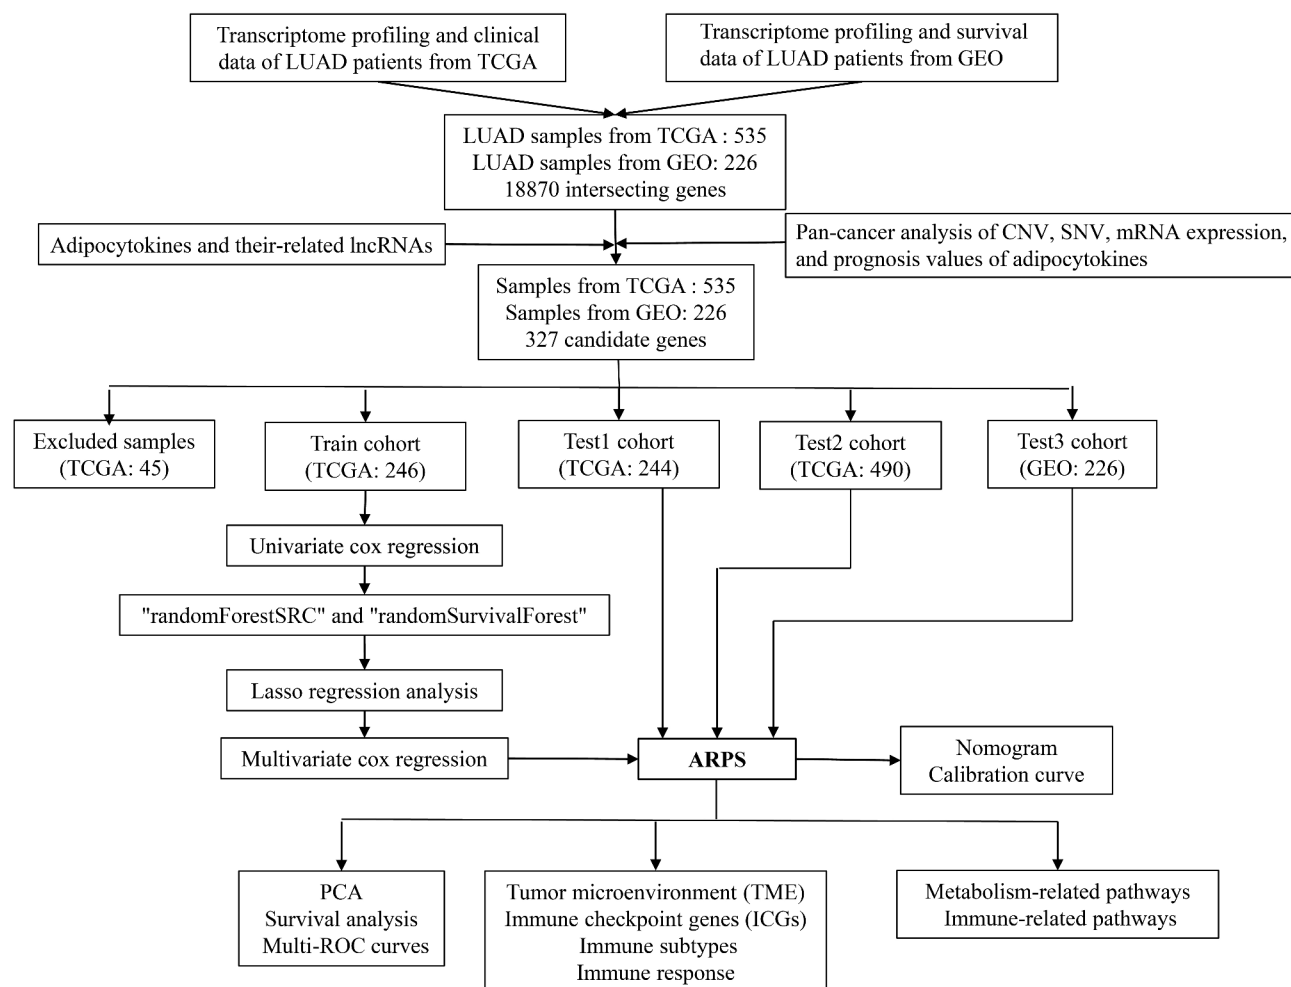 Transcriptome profiling and clinical
data of LUAD patients from TCGA
Transcriptome profiling and survival
data of LUAD patients from GEO
LUAD samples from TCGA : 535
LUAD samples from GEO: 226
18870 intersecting genes
Adipocytokines and their-related lncRNAs
Pan-cancer analysis of CNV, SNV, mRNA expression,
and prognosis values of adipocytokines
Samples from TCGA : 535
Samples from GEO: 226
327 candidate genes
Excluded samples
(TCGA: 45)
Train cohort
(TCGA: 246)
Test1 cohort
(TCGA: 244)
Test2 cohort
(TCGA: 490)
Test3 cohort
(GEO: 226)
Univariate cox regression
"randomForestSRC" and "randomSurvivalForest"
Lasso regression analysis
Multivariate cox regression
ARPS
Nomogram
Calibration curve
PCA
Survival analysis
Multi-ROC curves
Tumor microenvironment (TME)
Immune checkpoint genes (ICGs)
Immune subtypes
Immune response
Metabolism-related pathways
Immune-related pathways